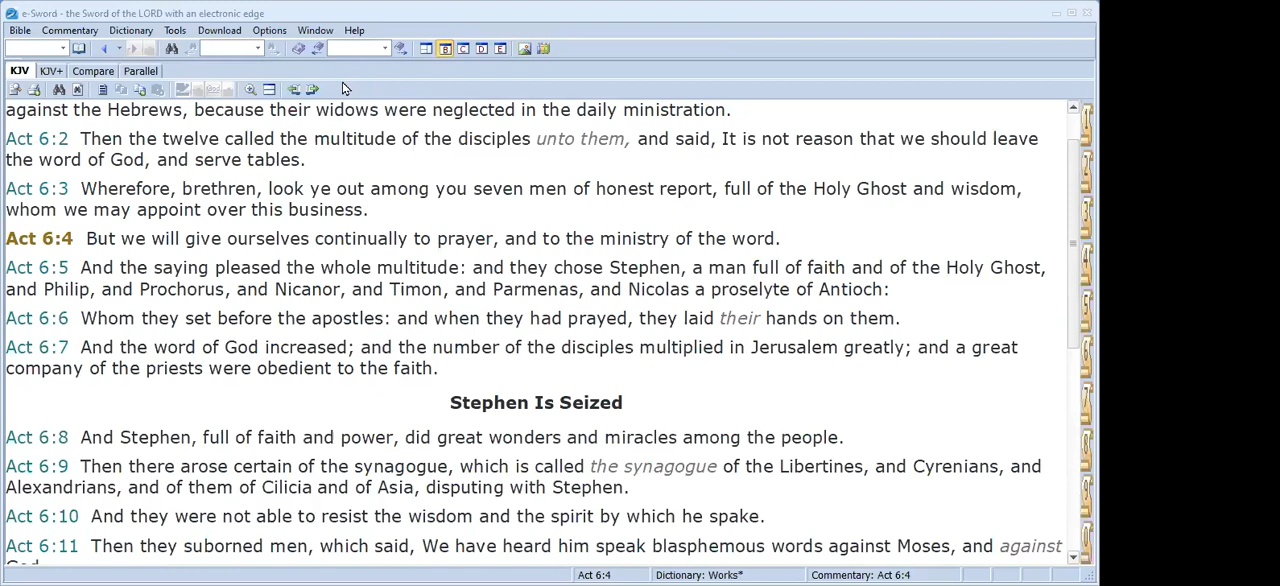 e-Sword - the Sword of the LORD with an electronic edge
Bible Commentary Dictionary Tools Download Options Window Help
B C D E
KJV KJV+ Compare Parallel
against the Hebrews, because their widows were neglected in the daily ministration.
Act 6:2 Then the twelve called the multitude of the disciples unto them, and said, It is not reason that we should leave
the word of God, and serve tables.
Act 6:3 Wherefore, brethren, look ye out among you seven men of honest report, full of the Holy Ghost and wisdom,
whom we may appoint over this business.
Act 6:4 But we will give ourselves continually to prayer, and to the ministry of the word.
Act 6:5 And the saying pleased the whole multitude: and they chose Stephen, a man full of faith and of the Holy Ghost,
and Philip, and Prochorus, and Nicanor, and Timon, and Parmenas, and Nicolas a proselyte of Antioch:
Act 6:6 Whom they set before the apostles: and when they had prayed, they laid their hands on them.
Act 6:7 And the word of God increased; and the number of the disciples multiplied in Jerusalem greatly; and a great
company of the priests were obedient to the faith.
Stephen Is Seized
Act 6:8 And Stephen, full of faith and power, did great wonders and miracles among the people.
Act 6:9 Then there arose certain of the synagogue, which is called the synagogue of the Libertines, and Cyrenians, and
Alexandrians, and of them of Cilicia and of Asia, disputing with Stephen.
Act 6:10 And they were not able to resist the wisdom and the spirit by which he spake.
Act 6:11 Then they suborned men, which said, We have heard him speak blasphemous words against Moses, and against
Act 6:4 Dictionary: Works* Commentary: Act 6:4